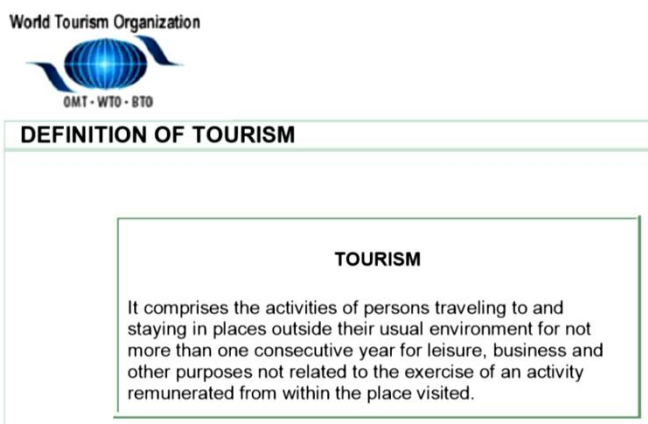 World Tourism Organization
OMT - WTO - BTO
DEFINITION OF TOURISM
TOURISM
It comprises the activities of persons traveling to and
staying in places outside their usual environment for not
more than one consecutive year for leisure, business and
other purposes not related to the exercise of an activity
remunerated from within the place visited.